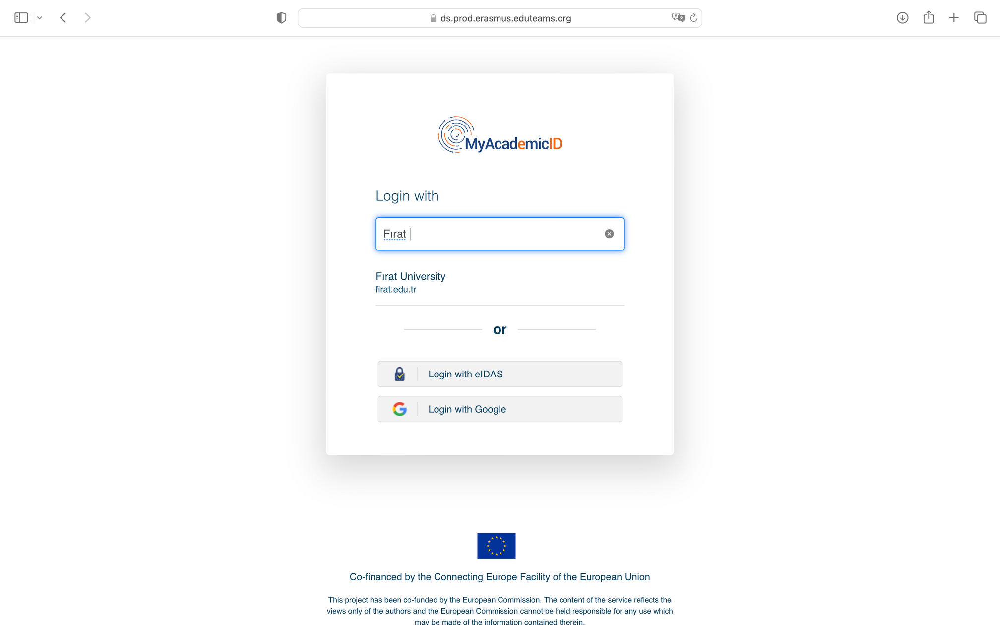 ds.prod.erasmus.eduteams.org
MyAcademicID
Login with
Fırat
Fırat University
firat.edu.tr
or
Login with eIDAS
Login with Google
Co-financed by the Connecting Europe Facility of the European Union
This project has been co-funded by the European Commission. The content of the service reflects the
views only of the authors and the European Commission cannot be held responsible for any use which
may be made of the information contained therein.